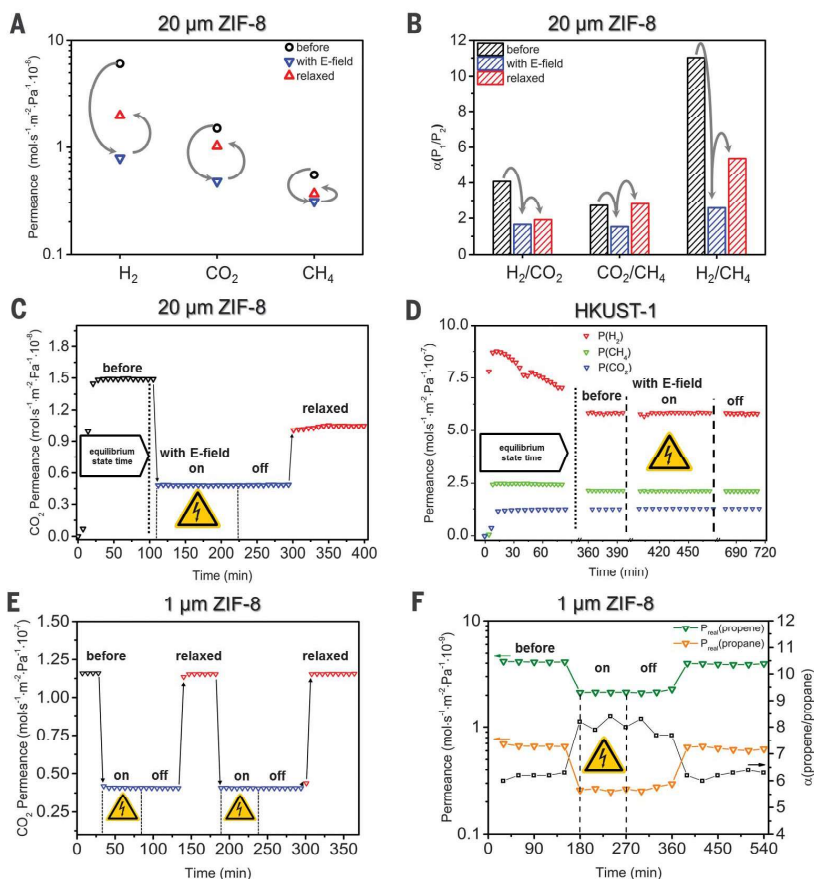 A
20 µm ZIF-8
before
with E-field
relaxed
Permeance (mol·s⁻¹·m⁻²·Pa⁻¹·10⁻⁸)
10
1
0.1
H₂
CO₂
CH₄
B
20 µm ZIF-8
before
with E-field
relaxed
α(P₁/P₂)
12
10
8
6
4
2
0
H₂/CO₂
CO₂/CH₄
H₂/CH₄
C
20 µm ZIF-8
CO₂ Permeance (mol·s⁻¹·m⁻²·Fa⁻¹·10⁻⁸)
1.8
1.5
1.2
0.9
0.6
0.3
0.0
before
relaxed
equilibrium
state time
with E-field
on
off
0
50
100
150
200
250
300
350
400
Time (min)
D
HKUST-1
Permeance (mol·s⁻¹·m⁻²·Pa⁻¹·10⁻⁷)
10.0
7.5
5.0
2.5
0.0
P(H₂)
P(CH₄)
P(CO₂)
with E-field
before
on
off
equilibrium
state time
0
30
60
360
390
420
450
690
720
Time (min)
E
1 µm ZIF-8
CO₂ Permeance (mol·s⁻¹·m⁻²·Pa⁻¹·10⁻⁷)
1.50
1.25
1.00
0.75
0.50
0.25
0.10
before
relaxed
relaxed
on
off
on
off
0
50
100
150
200
250
300
350
Time (min)
F
1 µm ZIF-8
Permeance (mol·s⁻¹·m⁻²·Pa⁻¹·10⁻⁹)
10
1
0.1
before
on
off
P real (propene)
P real (propane)
12
11
10
9
8
7
6
5
4
α(propene/propane)
0
90
180
270
360
450
540
Time (min)